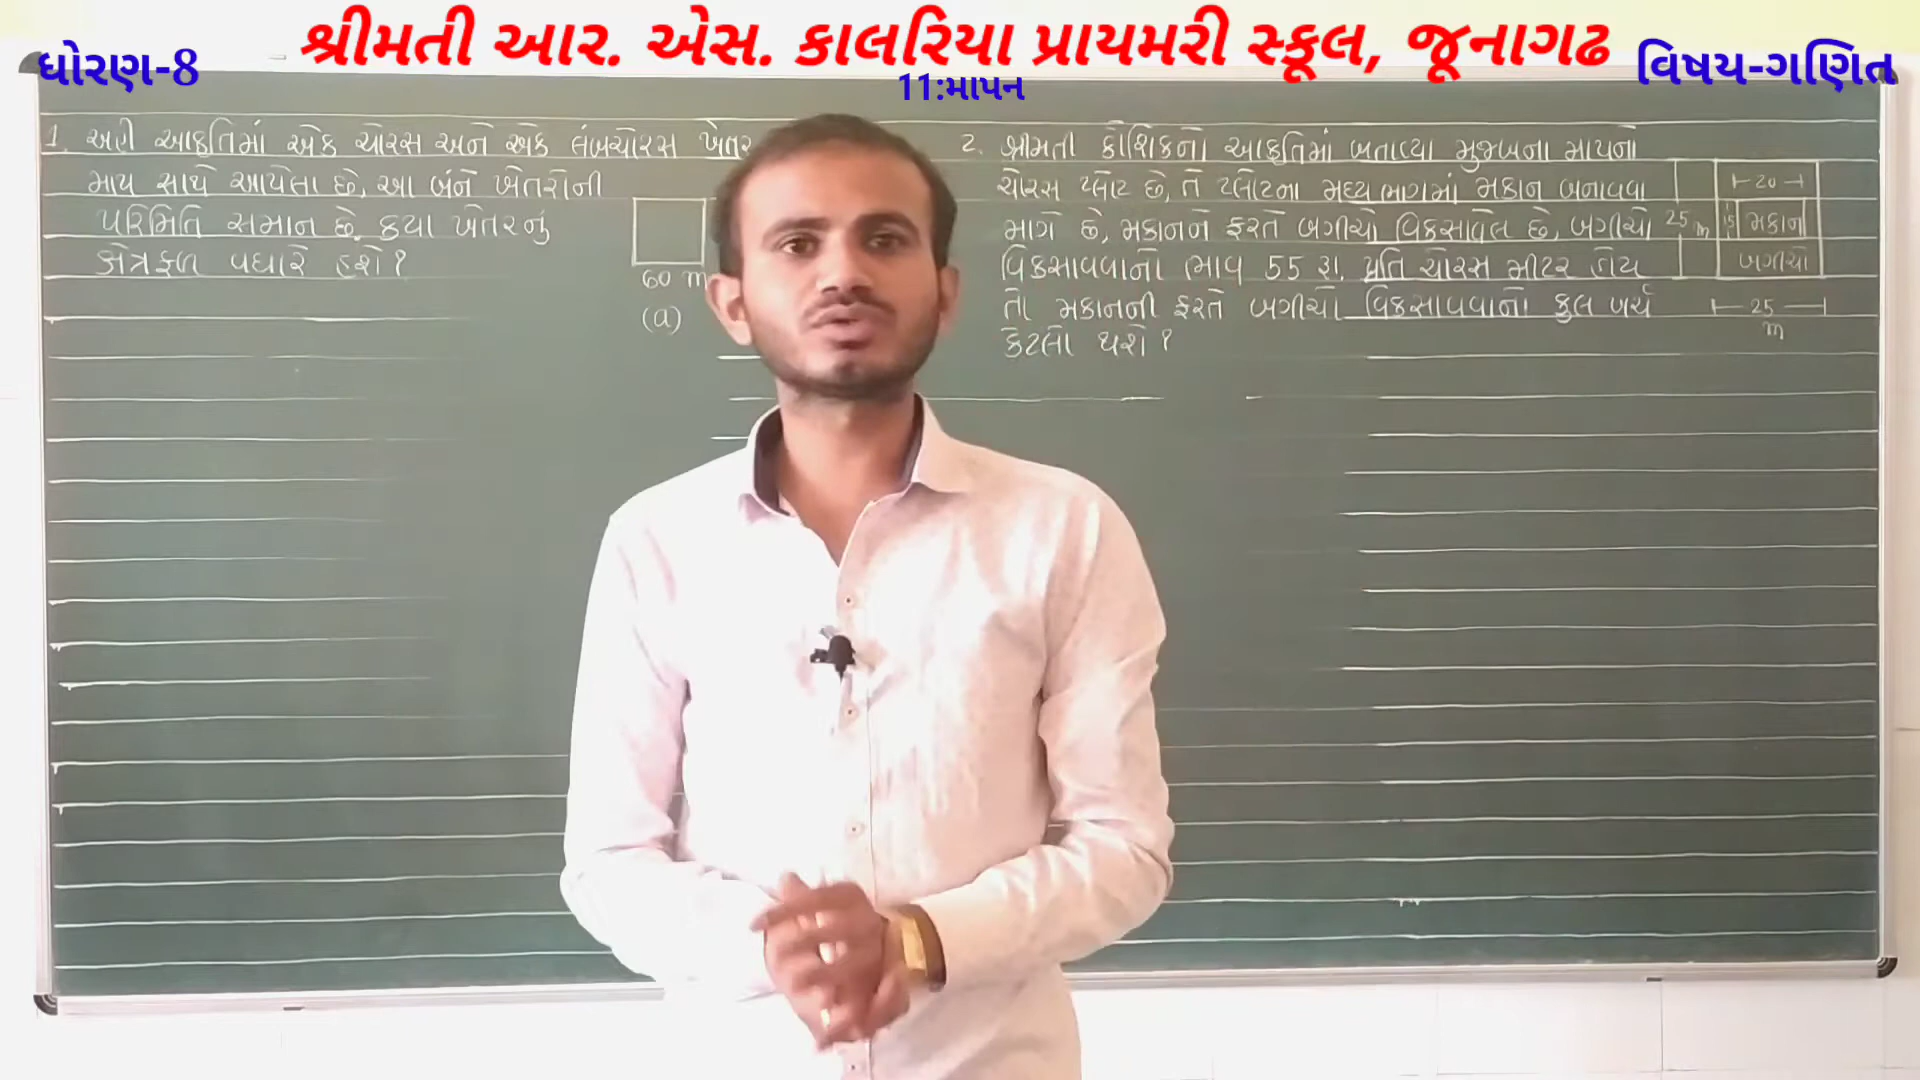 શ્રીમતી આર. એસ. કાલરિયા પ્રાયમરી સ્કૂલ, જૂનાગઢ
ધોરણ-8
વિષય-ગણિત
11:માપન
1. અહી આકૃતિમાં એક ચોરસ અને એક લંબચોરસ ખેતર
માપ સાથે આપેલા છે, આ બંને ખેતરોની
પરિમિતિ સમાન છે. કયા ખેતરનું
ક્ષેત્રફળ વધારે હશે?
60 m
(a)
2. શ્રીમતી કૌશિકનો આકૃતિમાં બતાવ્યા મુજબના માપનો
ચોરસ પ્લોટ છે, તે પ્લોટના મધ્ય ભાગમાં મકાન બનાવવા
માગે છે, મકાનને ફરતે બગીચો વિકસાવેલ છે, બગીચો
વિકસાવવાનો ભાવ 55 રૂ. પ્રતિ ચોરસ મીટર હોય
તો મકાનની ફરતે બગીચો વિકસાવવાનો કુલ ખર્ચ
કેટલો થશે?
20
25 m
15
મકાન
બગીચો
25
m